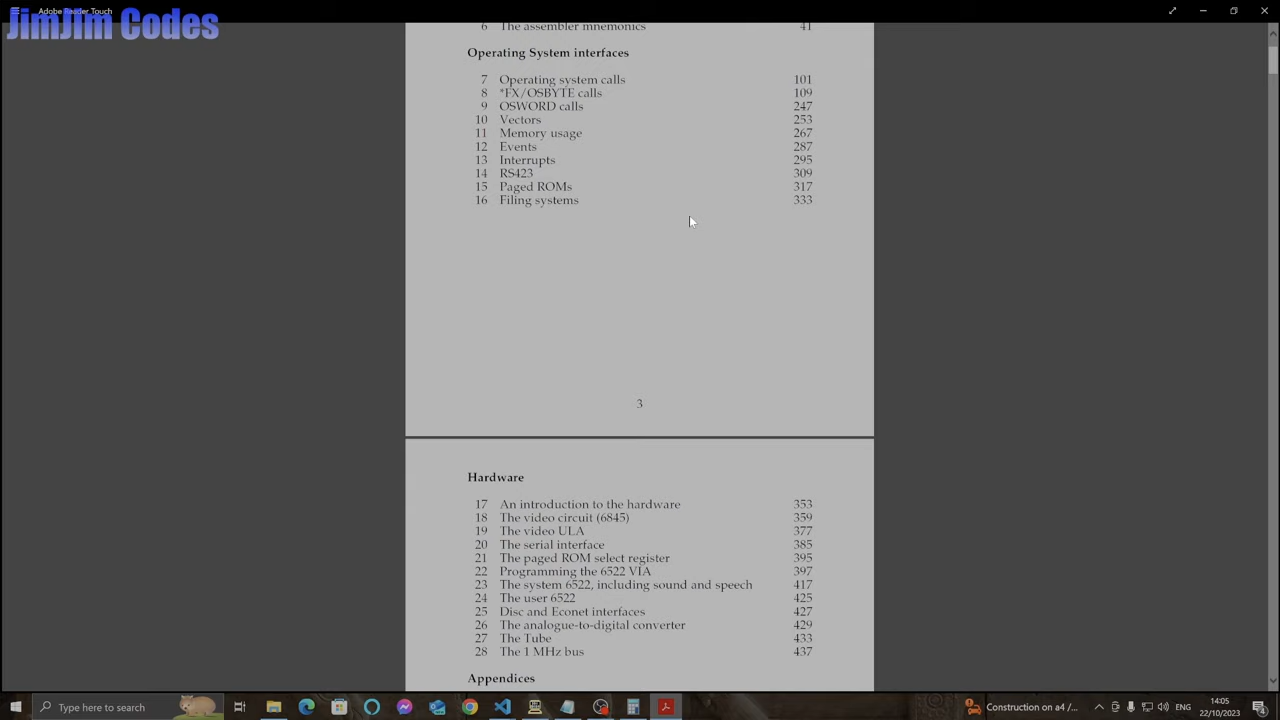 Adobe Reader Touch
JimJim Codes
6 The assembler mnemonics 41
Operating System interfaces
7 Operating system calls 101
8 *FX/OSBYTE calls 109
9 OSWORD calls 247
10 Vectors 253
11 Memory usage 267
12 Events 287
13 Interrupts 295
14 RS423 309
15 Paged ROMs 317
16 Filing systems 333
3
Hardware
17 An introduction to the hardware 353
18 The video circuit (6845) 359
19 The video ULA 377
20 The serial interface 385
21 The paged ROM select register 395
22 Programming the 6522 VIA 397
23 The system 6522, including sound and speech 417
24 The user 6522 425
25 Disc and Econet interfaces 427
26 The analogue-to-digital converter 429
27 The Tube 433
28 The 1 MHz bus 437
Appendices
Type here to search
Construction on a4 /...
ENG
14:05
22/10/2023